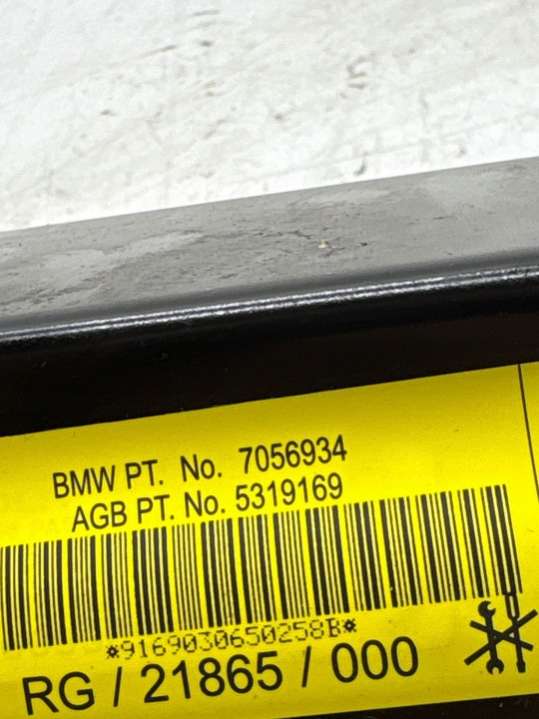 BMW PT. No. 7056934
AGB PT. No. 5319169
*9169030650258B*
RG / 21865 / 000